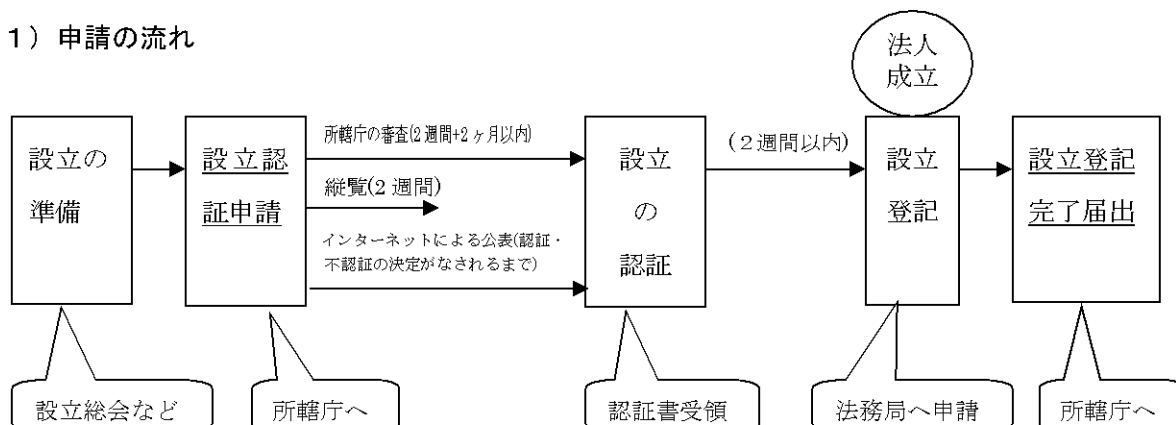 1）申請の流れ
法人
成立
設立の
準備
設立認
証申請
所轄庁の審査(2週間+2ヶ月以内)
縦覧(2週間)
インターネットによる公表(認証・
不認証の決定がなされるまで)
設立
の
認証
(2週間以内)
設立
登記
設立登記
完了届出
設立総会など
所轄庁へ
認証書受領
法務局へ申請
所轄庁へ